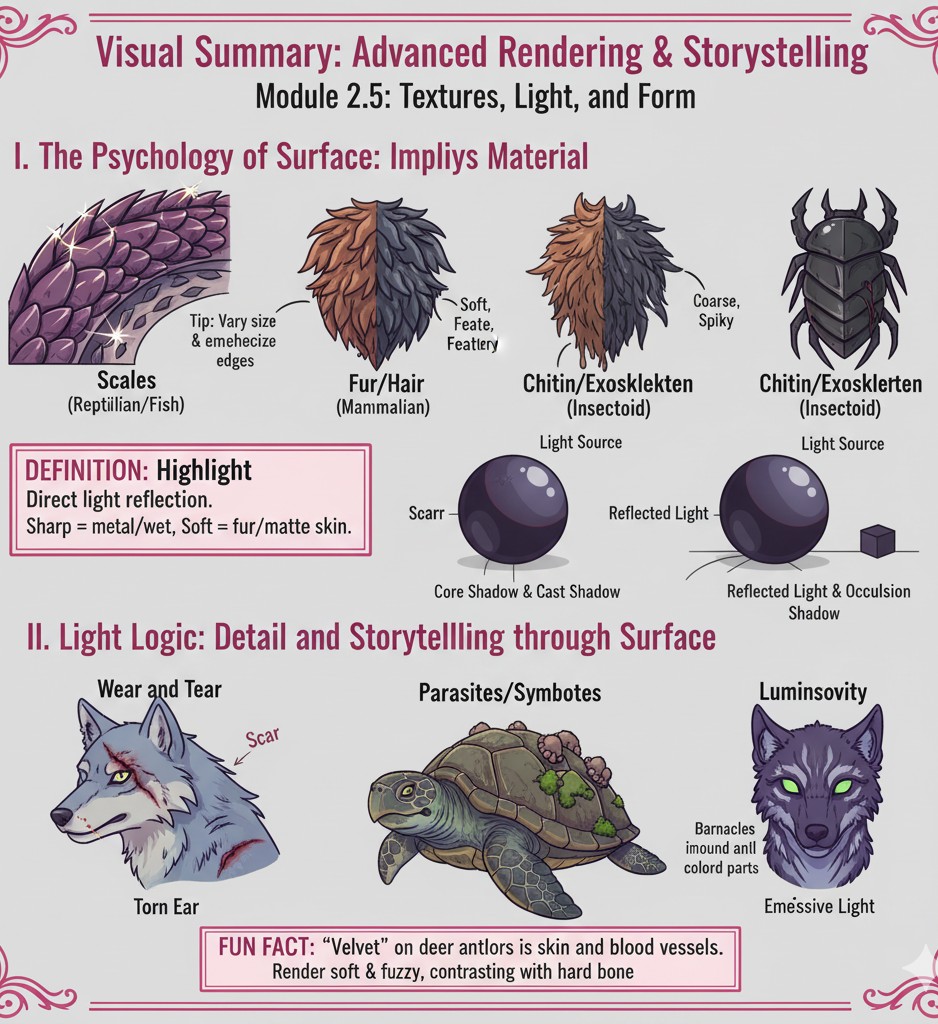 Visual Summary: Advanced Rendering & Storystelling
Module 2.5: Textures, Light, and Form
I. The Psychology of Surface: Impliys Material
Tip: Vary size
& emehecize
edges
Soft,
Feate,
Featlery
Coarse,
Spiky
Scales
(Reptiilian/Fish)
Fur/Hair
(Mammalian)
Chitin/Exosklekten
(Insectoid)
Chitin/Exosklerten
(Insectoid)
DEFINITION: Highlight
Direct light reflection.
Sharp = metal/wet, Soft = fur/matte skin.
Light Source
Scarr
Core Shadow & Cast Shadow
Light Source
Reflected Light
Reflected Light & Occulsion
Shadow
II. Light Logic: Detail and Storytellling through Surface
Wear and Tear
Scar
Torn Ear
Parasites/Symbotes
Luminsovity
Barnacles
imound anll
colord parts
Emeissive Light
FUN FACT: “Velvet” on deer antlors is skin and blood vessels.
Render soft & fuzzy, contrasting with hard bone